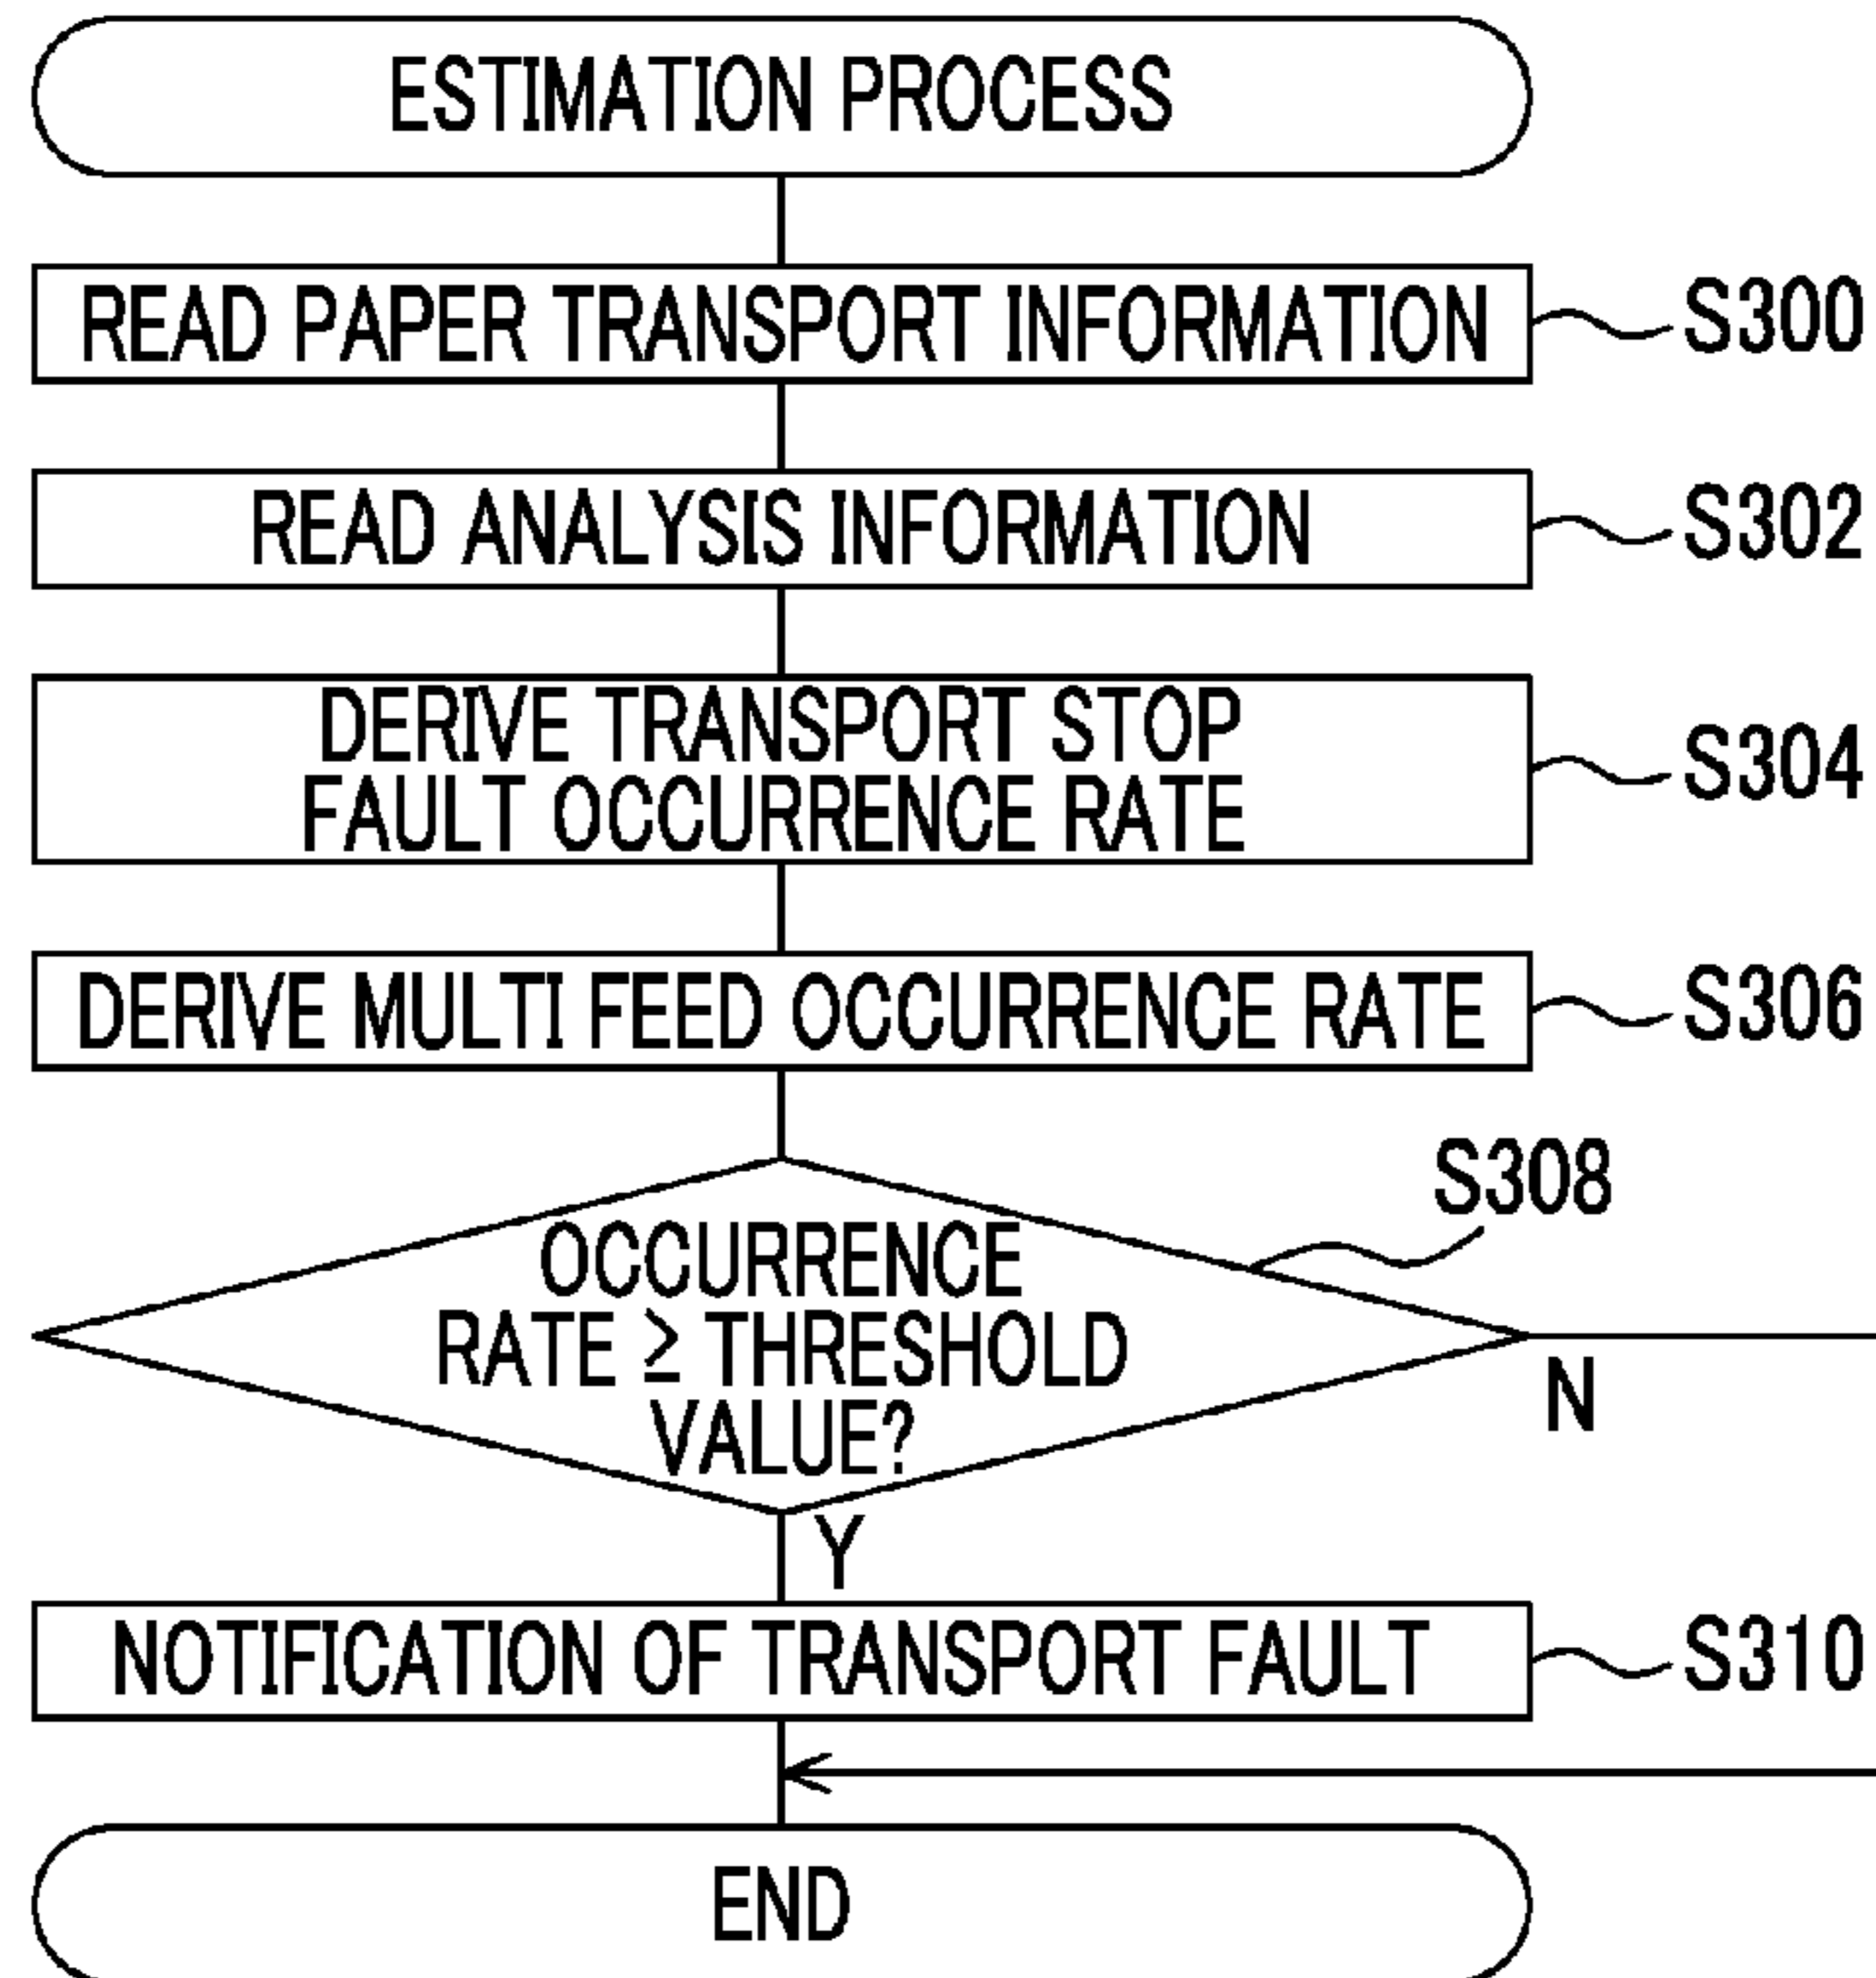 ESTIMATION PROCESS
READ PAPER TRANSPORT INFORMATION
S300
READ ANALYSIS INFORMATION
S302
DERIVE TRANSPORT STOP
FAULT OCCURRENCE RATE
S304
DERIVE MULTI FEED OCCURRENCE RATE
S306
S308
OCCURRENCE
RATE ≥ THRESHOLD
VALUE?
N
Y
NOTIFICATION OF TRANSPORT FAULT
S310
END